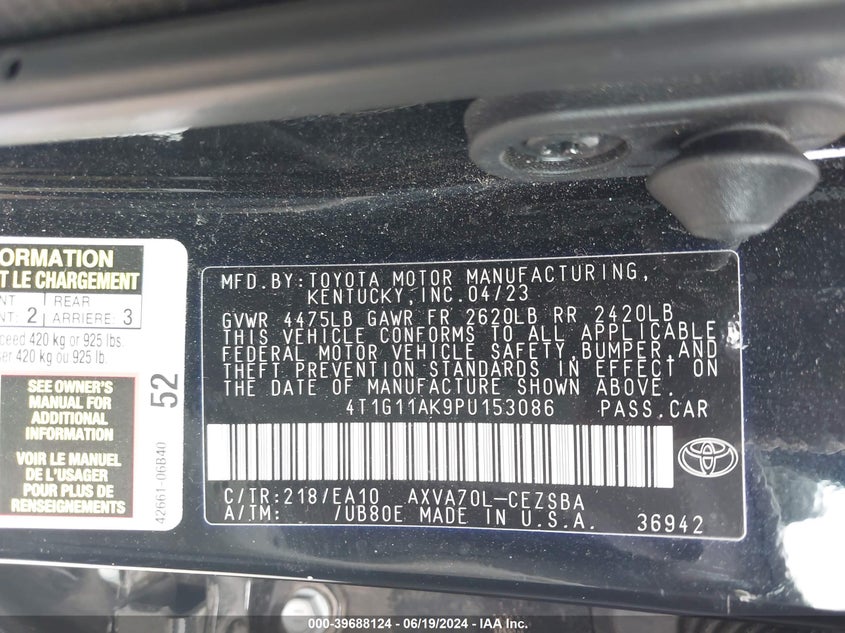 ORMATION
T LE CHARGEMENT
NT 2 REAR
NT: ARRIERE: 3
ceed 420 kg or 925 lbs.
ser 420 kg ou 925 lb.
SEE OWNER'S
MANUAL FOR
ADDITIONAL
INFORMATION
VOIR LE MANUEL
DE L'USAGER
POUR PLUS DE
RENSEIGNEMENTS
52
42661-06B40
MFD.BY:TOYOTA MOTOR MANUFACTURING,
KENTUCKY,INC.04/23
GVWR 4475LB GAWR FR 2620LB RR 2420LB
THIS VEHICLE CONFORMS TO ALL APPLICABLE
FEDERAL MOTOR VEHICLE SAFETY,BUMPER,AND
THEFT PREVENTION STANDARDS IN EFFECT ON
THE DATE OF MANUFACTURE SHOWN ABOVE.
4T1G11AK9PU153086 PASS.CAR
C/TR:218/EA10 AXVA70L-CEZSBA
A/TM: /UB80E MADE IN U.S.A. 36942
000-39688124 - 06/19/2024 - IAA Inc.